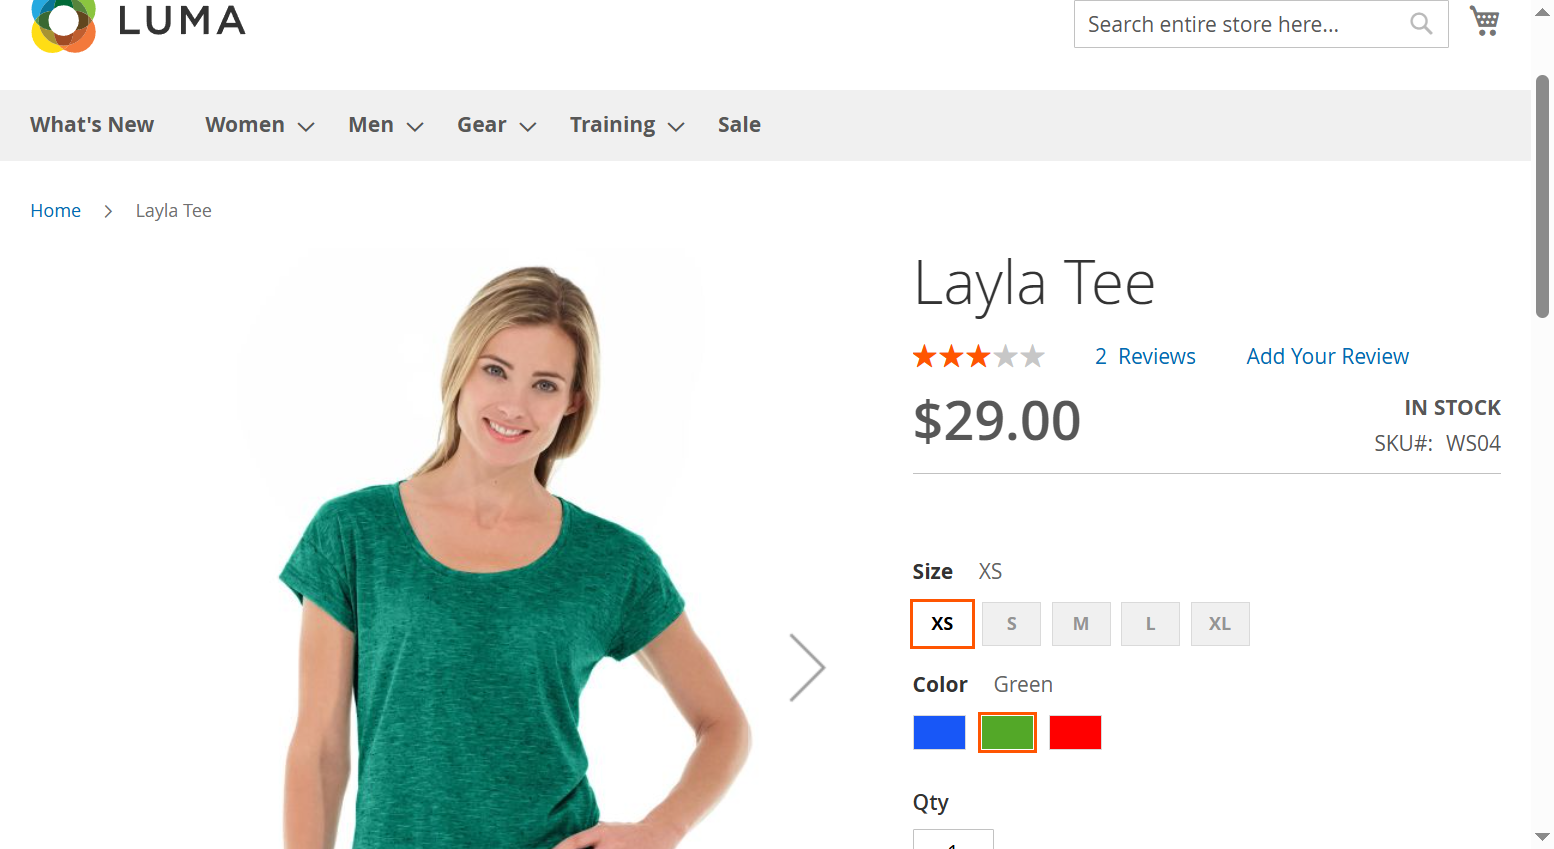 LUMA
Search entire store here...
What's New Women Men Gear Training Sale
Home Layla Tee
Layla Tee
2 Reviews Add Your Review
$29.00
IN STOCK
SKU#: WS04
Size XS
XS S M L XL
Color Green
Qty
1